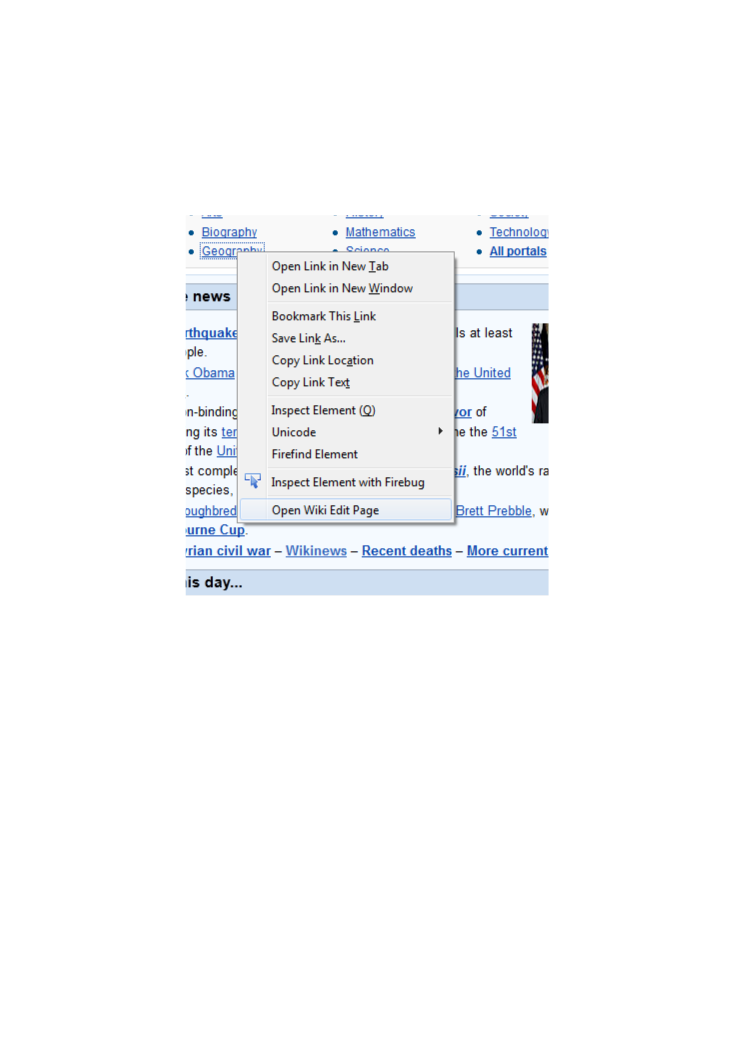 Biography Mathematics Technolog
Geography Science All portals
Open Link in New Tab
Open Link in New Window
news
Bookmark This Link
rthquake ls at least
Save Link As...
ple.
Copy Link Location
Obama he United
Copy Link Text
n-binding Inspect Element (Q) vor of
ng its ter Unicode he the 51st
of the Uni Firefind Element
st comple sii, the world's ra
Inspect Element with Firebug
species,
oughbred Open Wiki Edit Page Brett Prebble, w
urne Cup.
yrian civil war – Wikinews – Recent deaths – More current
is day...